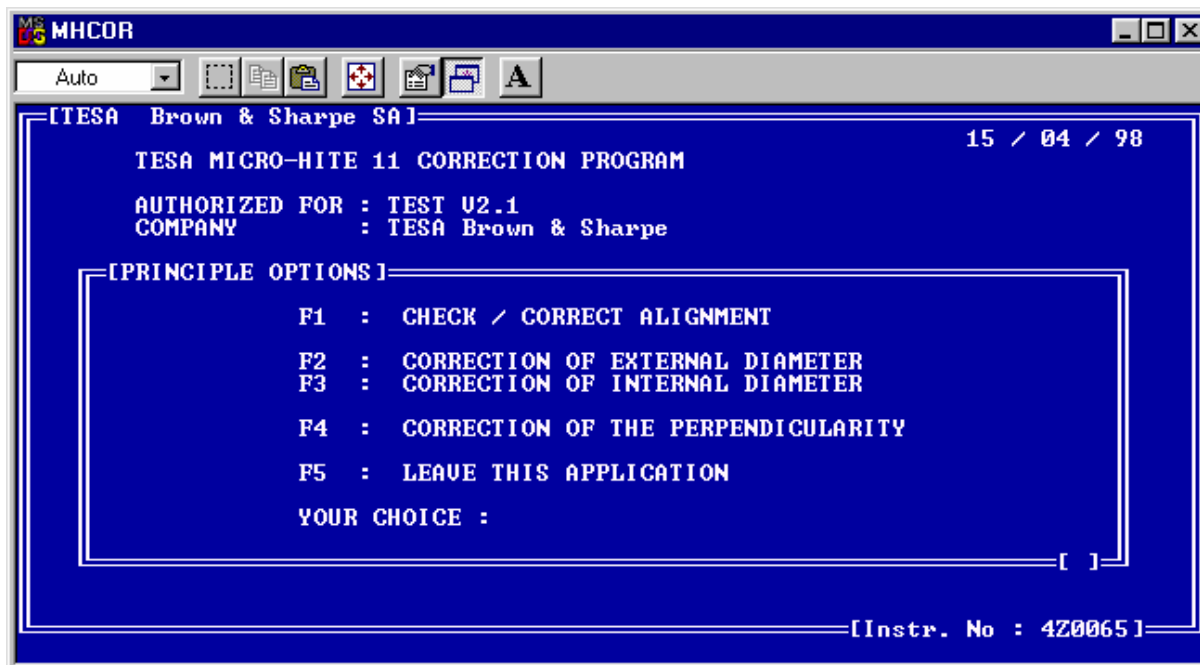 MHCOR
Auto
A
[TESA Brown & Sharpe SA]
15 / 04 / 98
TESA MICRO-HITE 11 CORRECTION PROGRAM
AUTHORIZED FOR : TEST V2.1
COMPANY : TESA Brown & Sharpe
[PRINCIPLE OPTIONS]
F1 : CHECK / CORRECT ALIGNMENT
F2 : CORRECTION OF EXTERNAL DIAMETER
F3 : CORRECTION OF INTERNAL DIAMETER
F4 : CORRECTION OF THE PERPENDICULARITY
F5 : LEAVE THIS APPLICATION
YOUR CHOICE :
[ ]
[Instr. No : 4Z0065]